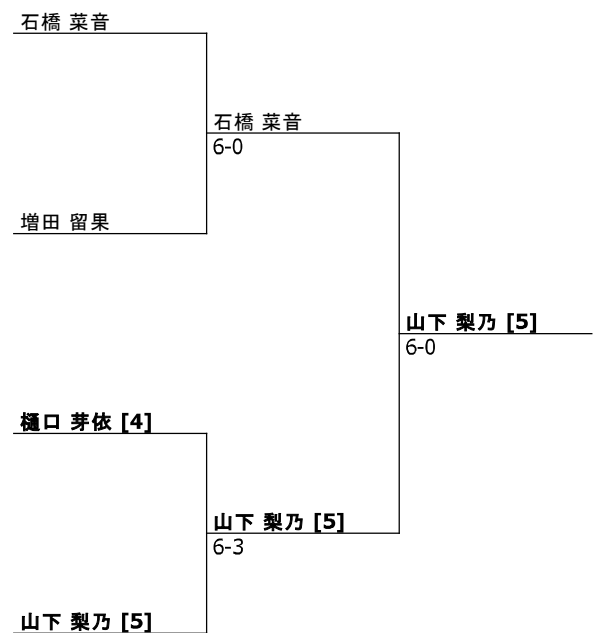 石橋 菜音
石橋 菜音
6-0
増田 留果
山下 梨乃 [5]
6-0
樋口 芽依 [4]
山下 梨乃 [5]
6-3
山下 梨乃 [5]